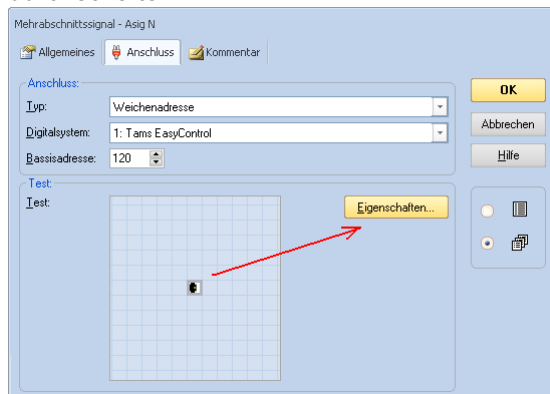 Mehrabschnittssignal - Asig N
Allgemeines
Anschluss
Kommentar
Anschluss:
Typ:
Weichenadresse
Digitalsystem:
1: Tams EasyControl
Bassisadresse:
120
Test:
Test:
Eigenschaften...
OK
Abbrechen
Hilfe